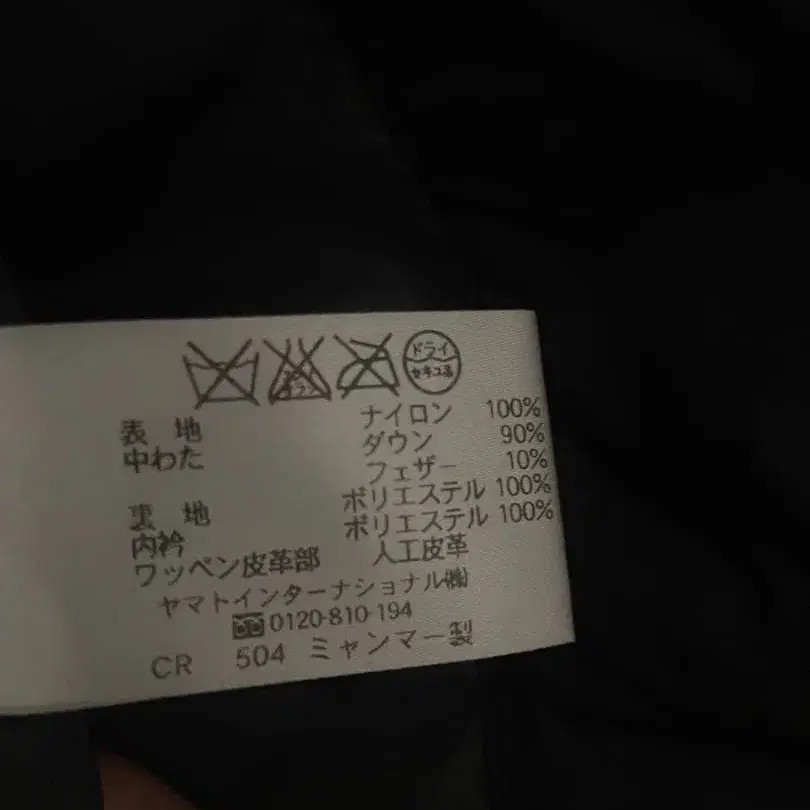 ドライ
セキユ系
表 地 ナイロン 100%
中わた ダウン 90%
フェザー 10%
裏 地 ポリエステル 100%
内衿 ポリエステル 100%
ワッペン皮革部 人工皮革
ヤマトインターナショナル㈱
0120-810-194
CR 504 ミャンマー製